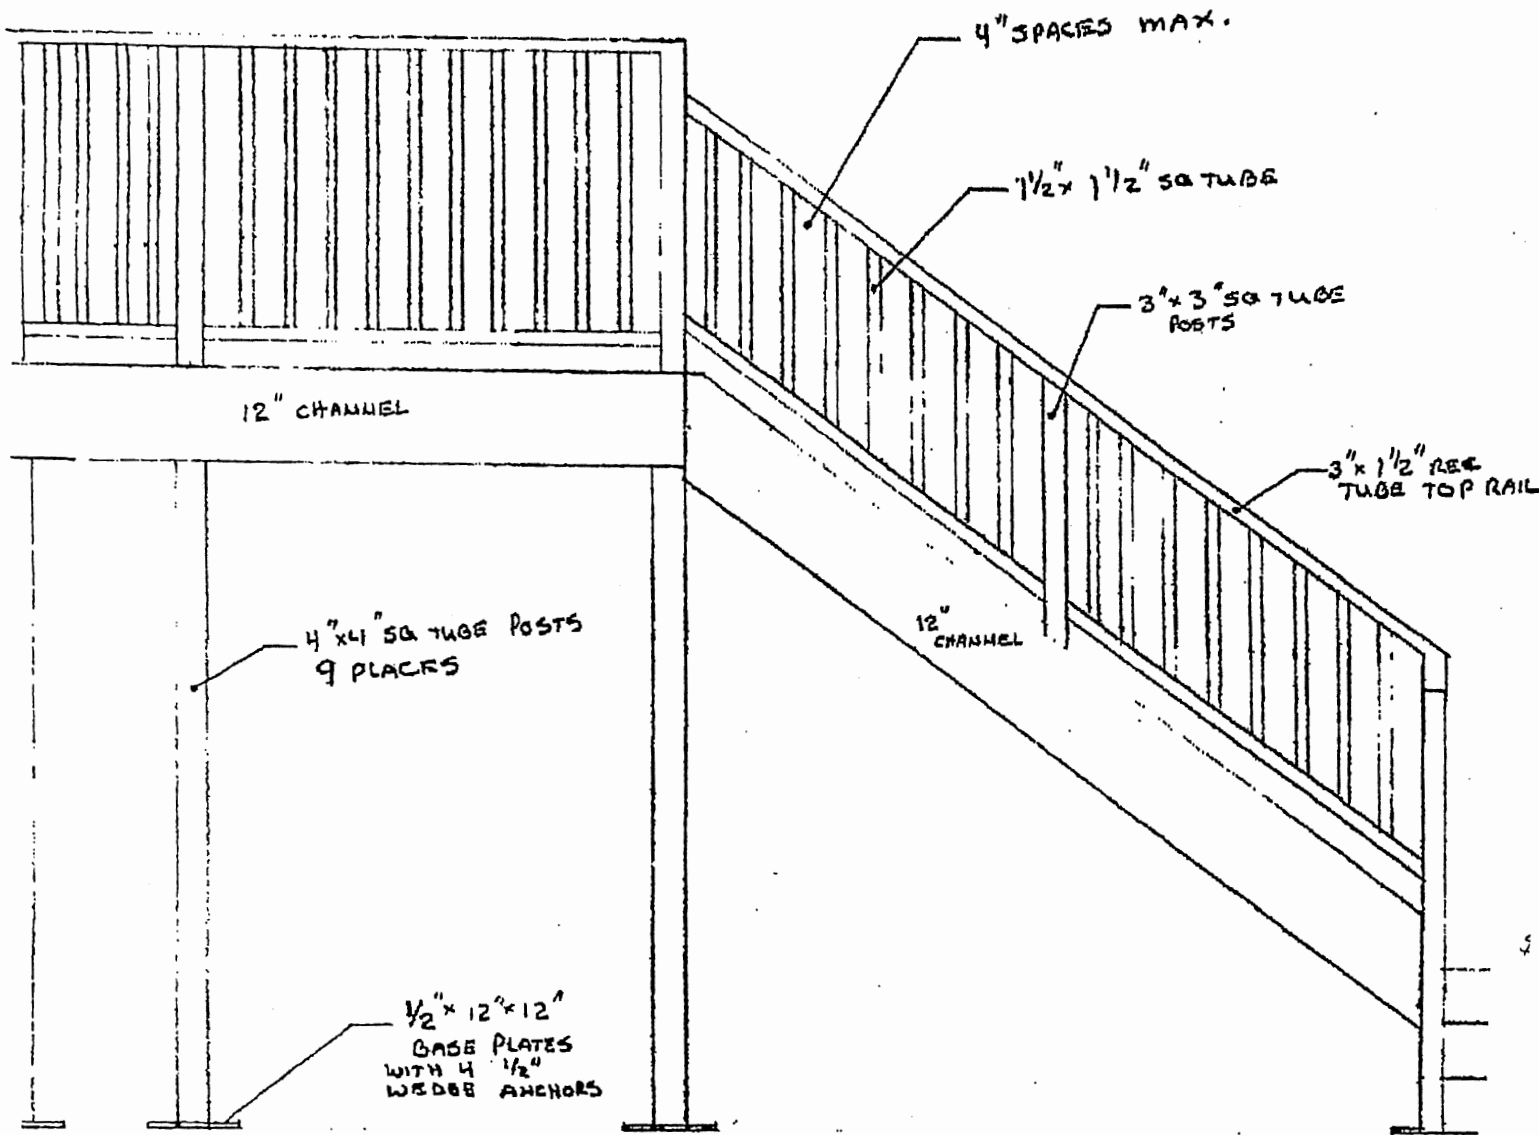 4" SPACES MAX.
1 1/2" x 1 1/2" SQ TUBE
3" x 3" SQ TUBE
POSTS
12" CHANNEL
3" x 1 1/2" REC
TUBE TOP RAIL
4" x 4" SQ TUBE POSTS
9 PLACES
12"
CHANNEL
1/2" x 12" x 12"
BASE PLATES
WITH 4 1/2"
WEDGE ANCHORS